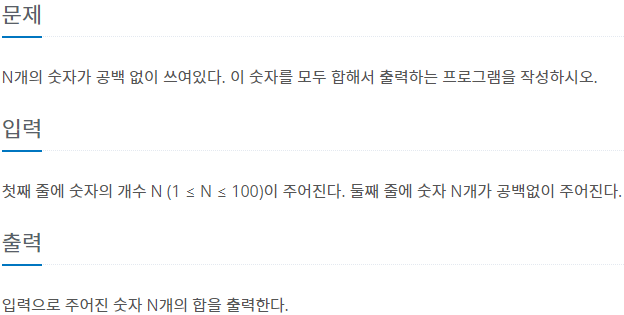 문제
N개의 숫자가 공백 없이 쓰여있다. 이 숫자를 모두 합해서 출력하는 프로그램을 작성하시오.
입력
첫째 줄에 숫자의 개수 N (1 ≤ N ≤ 100)이 주어진다. 둘째 줄에 숫자 N개가 공백없이 주어진다.
출력
입력으로 주어진 숫자 N개의 합을 출력한다.